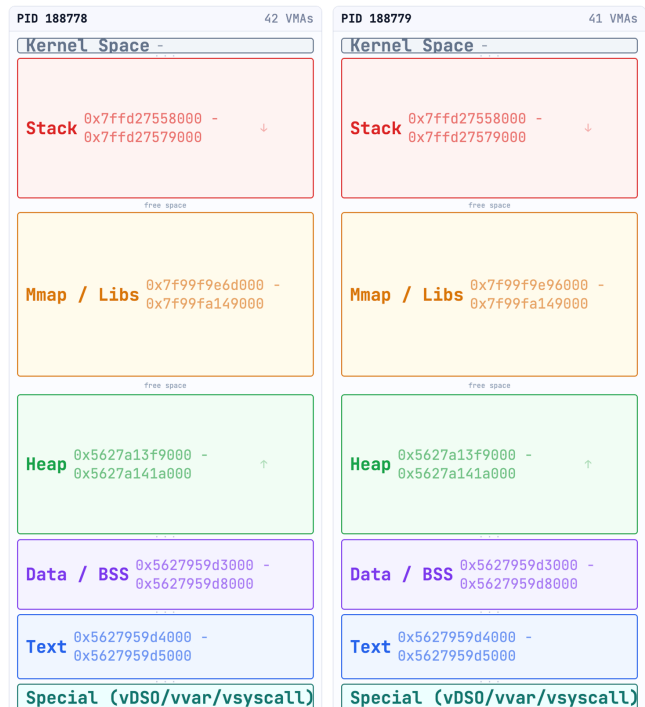 PID 188778 42 VMAs
Kernel Space -
Stack 0x7ffd27558000 -
0x7ffd27579000 ↓
free space
Mmap / Libs 0x7f99f9e6d000 -
0x7f99fa149000
free space
Heap 0x5627a13f9000 -
0x5627a141a000 ↑
Data / BSS 0x5627959d3000 -
0x5627959d8000
Text 0x5627959d4000 -
0x5627959d5000
Special (vDSO/vvar/vsyscall)
PID 188779 41 VMAs
Kernel Space -
Stack 0x7ffd27558000 -
0x7ffd27579000 ↓
free space
Mmap / Libs 0x7f99f9e96000 -
0x7f99fa149000
free space
Heap 0x5627a13f9000 -
0x5627a141a000 ↑
Data / BSS 0x5627959d3000 -
0x5627959d8000
Text 0x5627959d4000 -
0x5627959d5000
Special (vDSO/vvar/vsyscall)